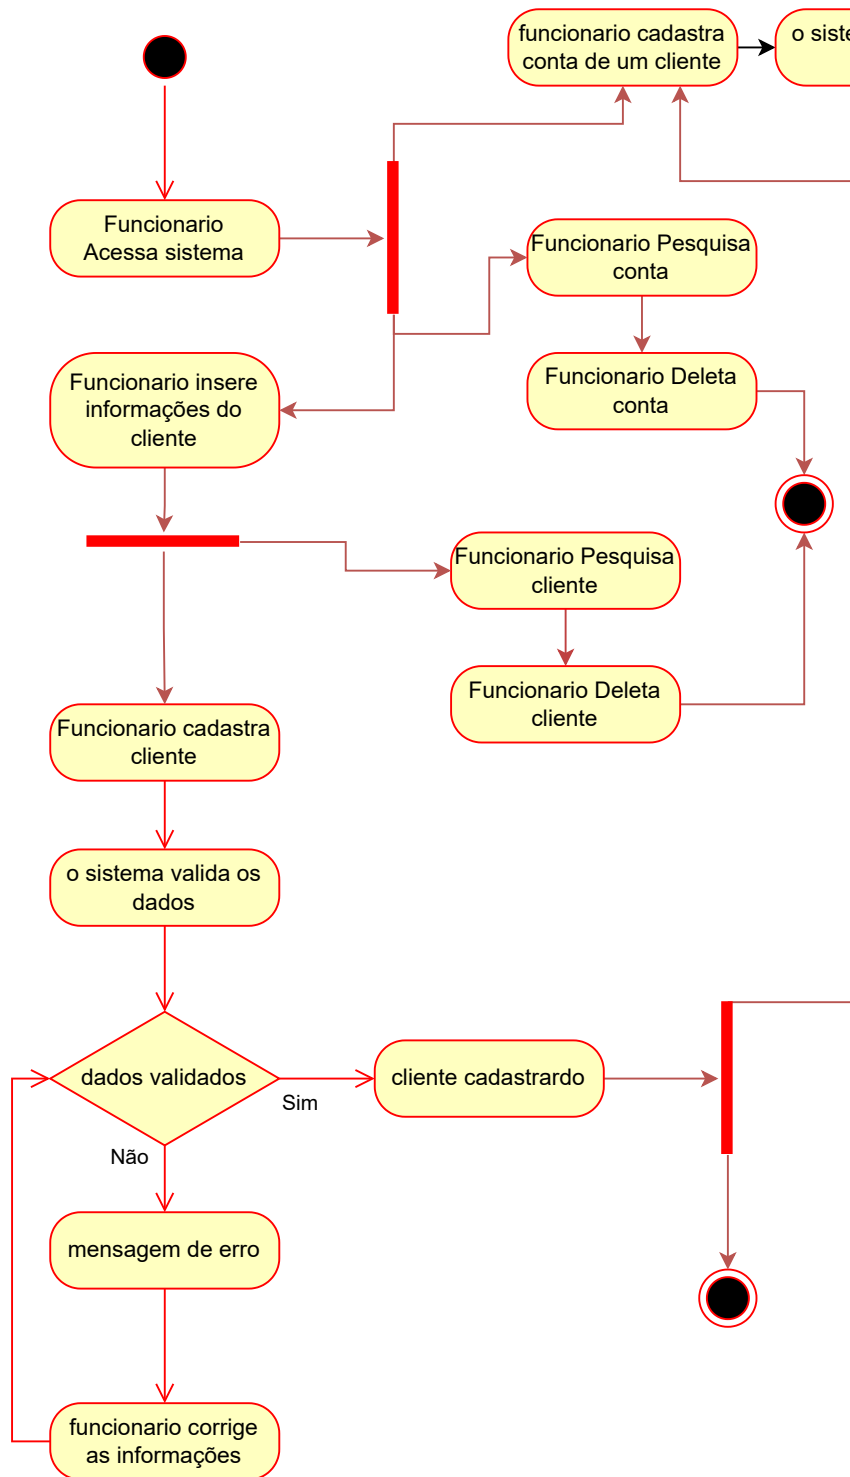 funcionario cadastra
conta de um cliente
Funcionario
Acessa sistema
Funcionario Pesquisa
conta
Funcionario insere
informações do
cliente
Funcionario Deleta
conta
Funcionario Pesquisa
cliente
Funcionario Deleta
cliente
Funcionario cadastra
cliente
o sistema valida os
dados
dados validados
Sim
Não
cliente cadastrardo
mensagem de erro
funcionario corrige
as informações